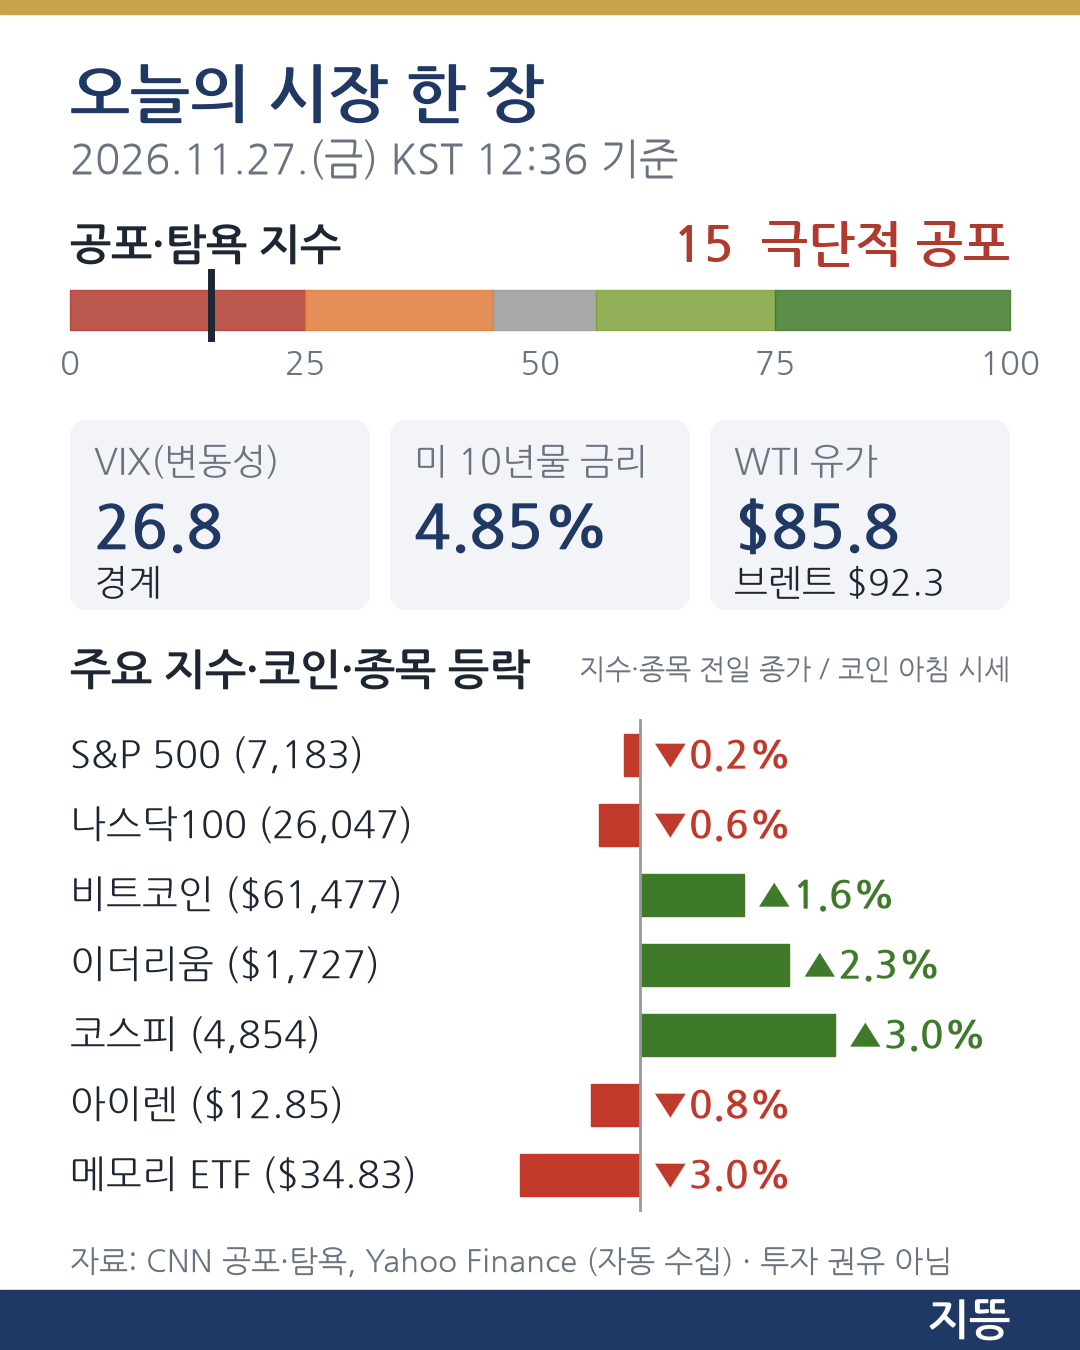 오늘의 시장 한 장
2026.11.27.(금) KST 12:36 기준
공포·탐욕 지수 15 극단적 공포
0 25 50 75 100
VIX(변동성) 미 10년물 금리 WTI 유가
26.8 4.85% $85.8
경계 브렌트 $92.3
주요 지수·코인·종목 등락 지수·종목 전일 종가 / 코인 아침 시세
S&P 500 (7,183) ▼0.2%
나스닥100 (26,047) ▼0.6%
비트코인 ($61,477) ▲1.6%
이더리움 ($1,727) ▲2.3%
코스피 (4,854) ▲3.0%
아이렌 ($12.85) ▼0.8%
메모리 ETF ($34.83) ▼3.0%
자료: CNN 공포·탐욕, Yahoo Finance (자동 수집) · 투자 권유 아님
지뚱